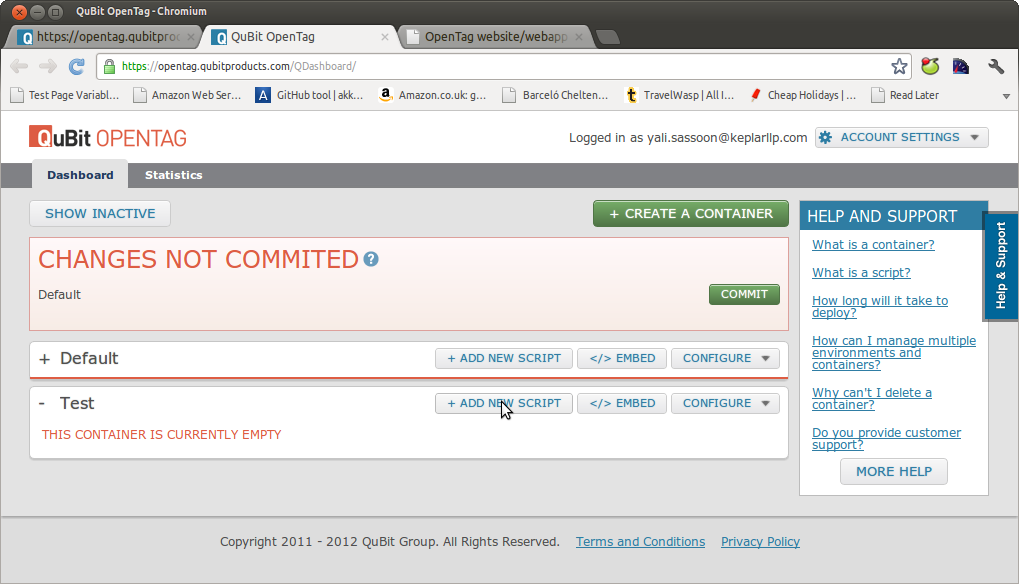 QuBit OpenTag - Chromium
https://opentag.qubitproc
QuBit OpenTag
OpenTag website/webapp
https://opentag.qubitproducts.com/QDashboard/
Test Page Variabl...
Amazon Web Ser...
GitHub tool | akk...
Amazon.co.uk: g...
Barceló Chelten...
TravelWasp | All I...
Cheap Holidays | ...
Read Later
QuBit OPENTAG
Logged in as yali.sassoon@keplarllp.com
ACCOUNT SETTINGS
Dashboard
Statistics
SHOW INACTIVE
+ CREATE A CONTAINER
CHANGES NOT COMMITED ?
Default
COMMIT
+ Default
+ ADD NEW SCRIPT
</> EMBED
CONFIGURE
- Test
+ ADD NEW SCRIPT
</> EMBED
CONFIGURE
THIS CONTAINER IS CURRENTLY EMPTY
HELP AND SUPPORT
What is a container?
What is a script?
How long will it take to
deploy?
How can I manage multiple
environments and
containers?
Why can't I delete a
container?
Do you provide customer
support?
MORE HELP
Help & Support
Copyright 2011 - 2012 QuBit Group. All Rights Reserved.
Terms and Conditions
Privacy Policy